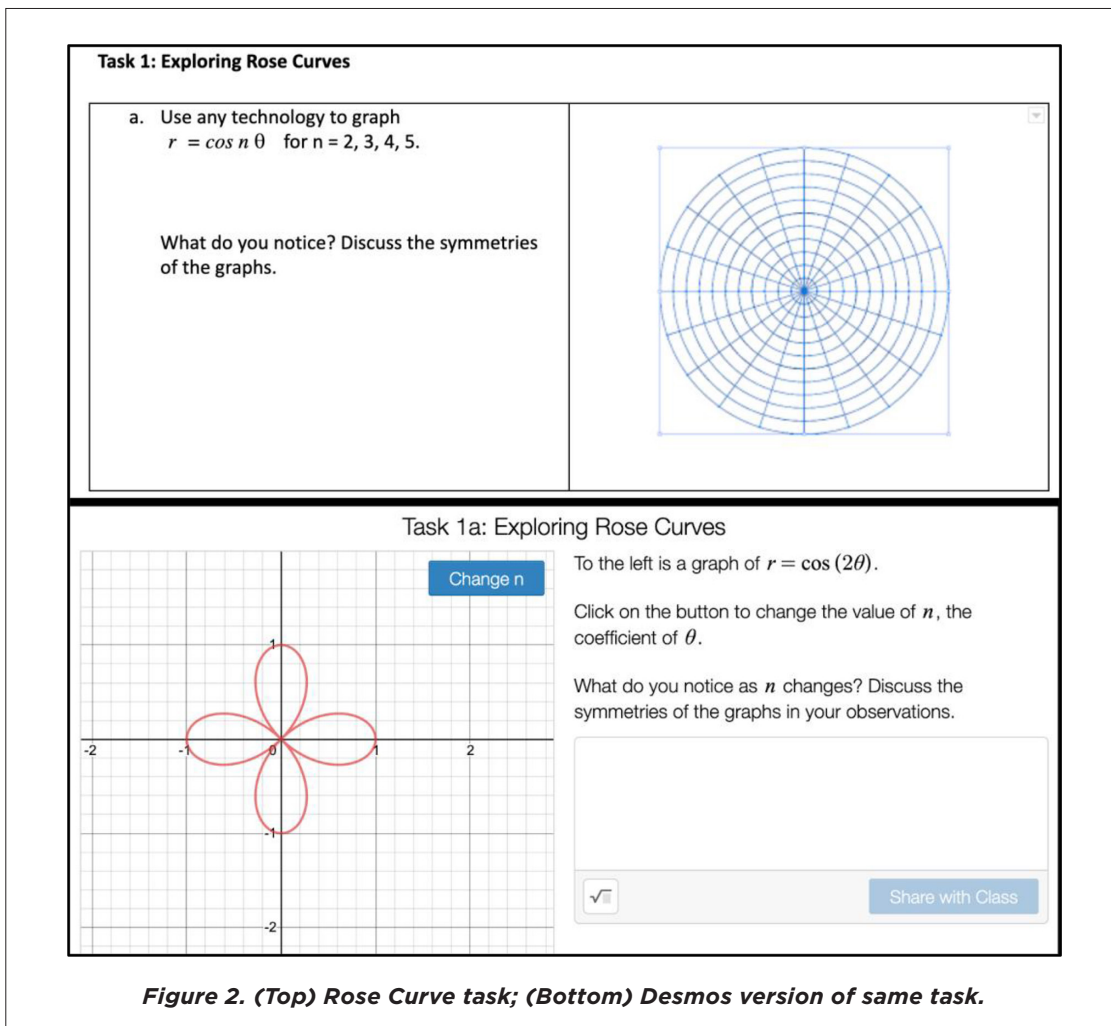 Task 1: Exploring Rose Curves
a. Use any technology to graph
r = cos n θ for n = 2, 3, 4, 5.
What do you notice? Discuss the symmetries
of the graphs.
Task 1a: Exploring Rose Curves
Change n
1
-2
-1
0
1
2
-1
-2
To the left is a graph of r = cos (2θ).
Click on the button to change the value of n, the
coefficient of θ.
What do you notice as n changes? Discuss the
symmetries of the graphs in your observations.
√
Share with Class
Figure 2. (Top) Rose Curve task; (Bottom) Desmos version of same task.